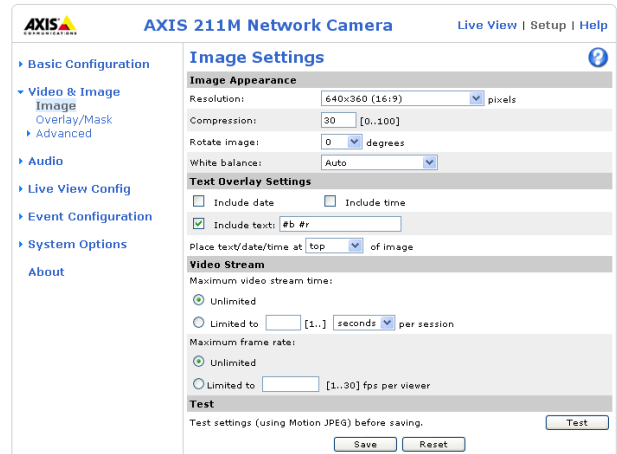 AXIS
COMMUNICATIONS
AXIS 211M Network Camera
Live View | Setup | Help
Basic Configuration
Video & Image
Image
Overlay/Mask
Advanced
Audio
Live View Config
Event Configuration
System Options
About
Image Settings
?
Image Appearance
Resolution: 640x360 (16:9) pixels
Compression: 30 [0..100]
Rotate image: 0 degrees
White balance: Auto
Text Overlay Settings
Include date Include time
Include text: #b #r
Place text/date/time at top of image
Video Stream
Maximum video stream time:
Unlimited
Limited to [1..] seconds per session
Maximum frame rate:
Unlimited
Limited to [1..30] fps per viewer
Test
Test settings (using Motion JPEG) before saving. Test
Save Reset